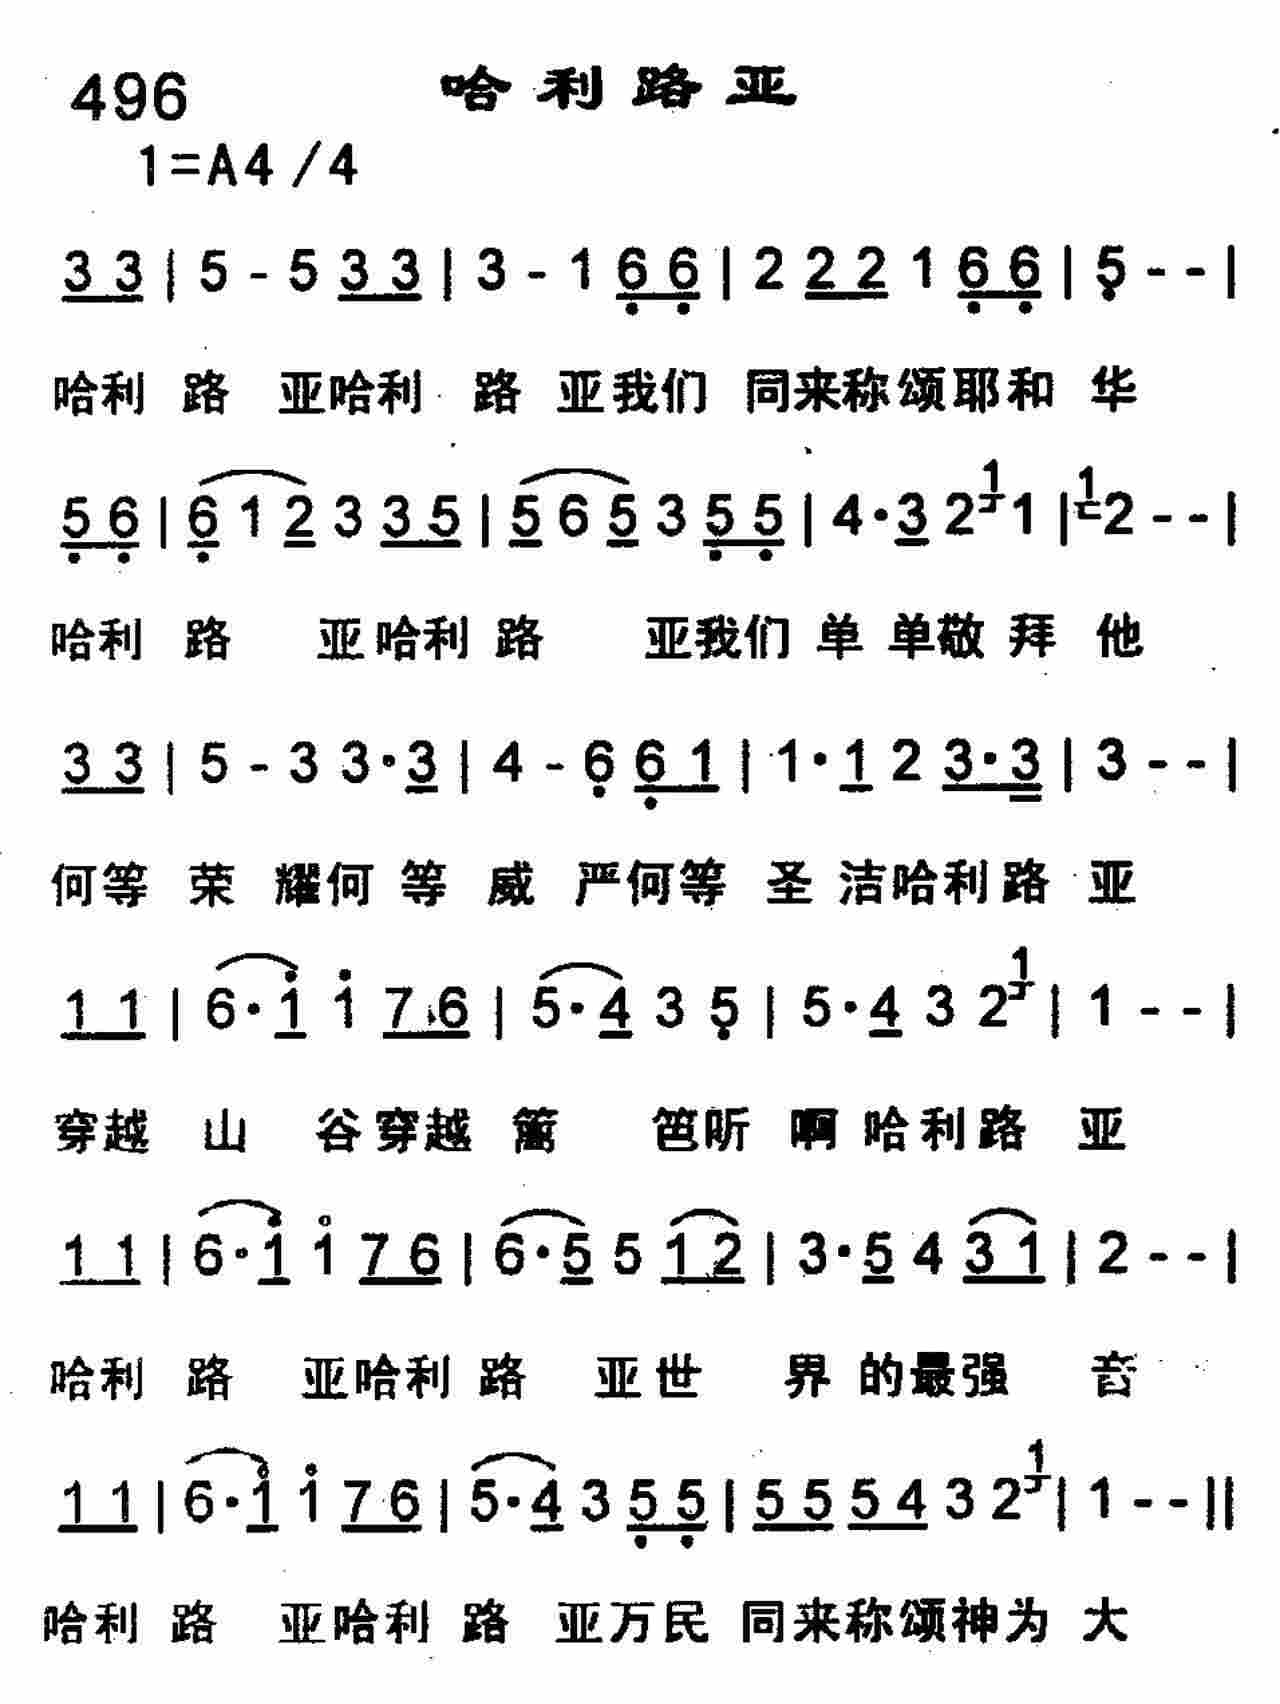 496 哈利路亚
1=A4/4
3 3 | 5 - 5 3 3 | 3 - 1 6 6 | 2 2 2 1 6 6 | 5 - - |
哈利 路 亚哈利 路 亚我们 同来称颂耶和 华
5 6 | 6 1 2 3 3 5 | 5 6 5 3 5 5 | 4·3 2 1 1 | 1 2 - - |
哈利 路 亚哈利 路 亚我们 单 单敬 拜 他
3 3 | 5 - 3 3·3 | 4 - 6 6 1 | 1·1 2 3·3 | 3 - - |
何等 荣 耀何 等 威 严何等 圣 洁哈利路 亚
1 1 | 6·1 1 7 6 | 5·4 3 5 | 5·4 3 2 1 | 1 - - |
穿越 山 谷穿越 篱 笆听 啊 哈利路 亚
1 1 | 6·1 1 7 6 | 6·5 5 1 2 | 3·5 4 3 1 | 2 - - |
哈利 路 亚哈利 路 亚世 界 的最强 音
1 1 | 6·1 1 7 6 | 5·4 3 5 5 | 5 5 5 4 3 2 1 | 1 - - ||
哈利 路 亚哈利 路 亚万民 同来称颂神为 大